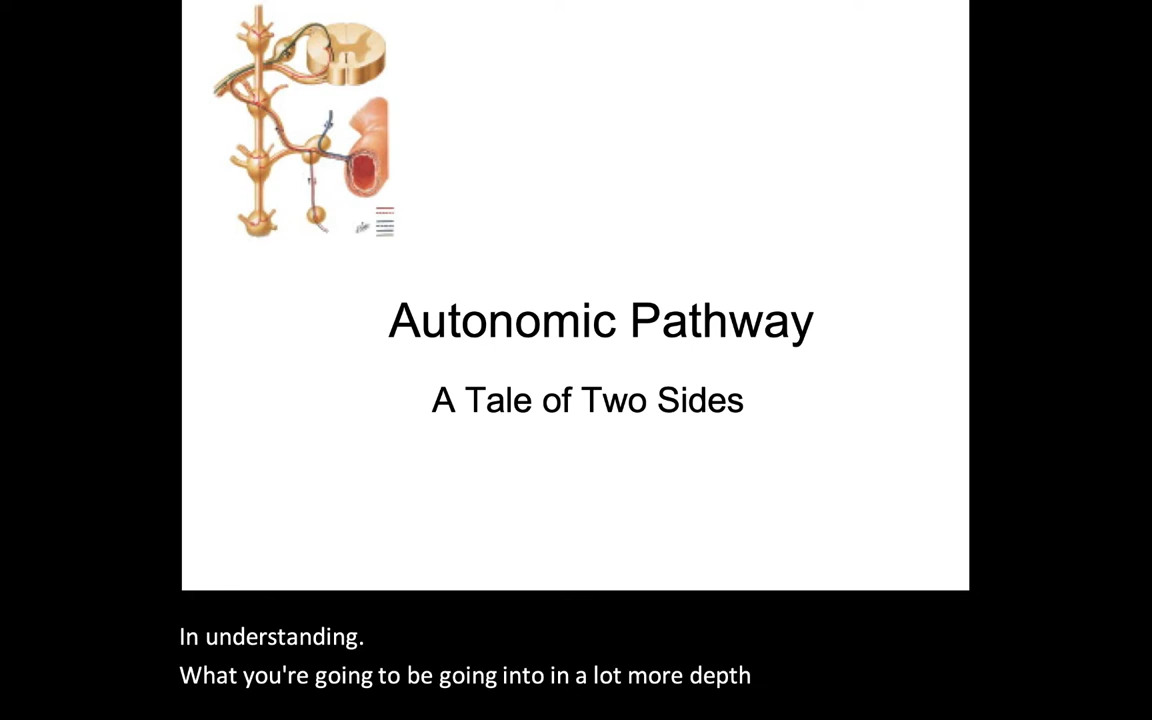 Autonomic Pathway
A Tale of Two Sides
In understanding.
What you're going to be going into in a lot more depth